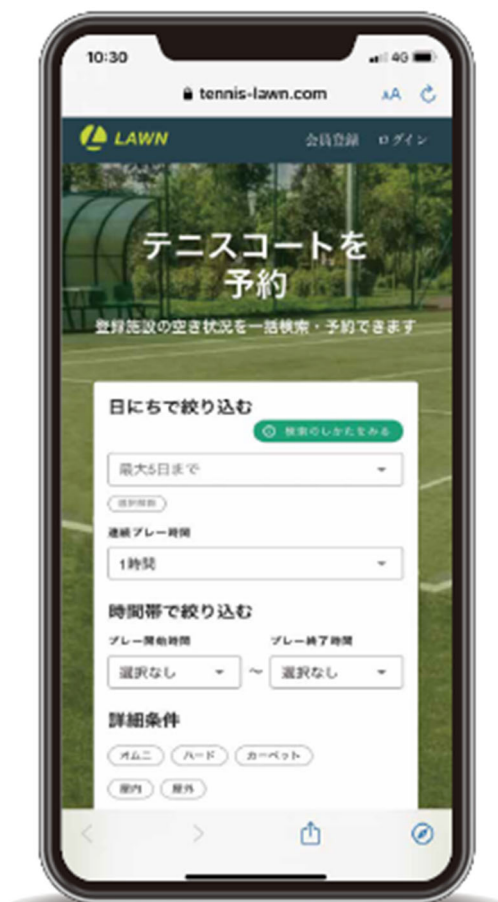 10:30
4G
tennis-lawn.com
AA
LAWN
会員登録 ログイン
テニスコートを
予約
登録施設の空き状況を一括検索・予約できます
日にちで絞り込む
検索のしかたをみる
最大5日まで
選択解除
連続プレー時間
1時間
時間帯で絞り込む
プレー開始時間 プレー終了時間
選択なし 〜 選択なし
詳細条件
オムニ ハード カーペット
屋内 屋外